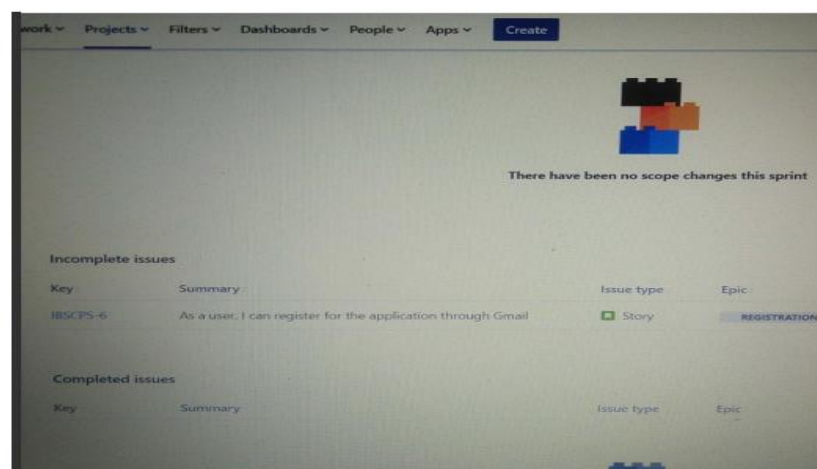 work Projects Filters Dashboards People Apps Create
There have been no scope changes this sprint
Incomplete issues
Key Summary Issue type Epic
IBSCPS-6 As a user, I can register for the application through Gmail Story REGISTRATION
Completed issues
Key Summary Issue type Epic